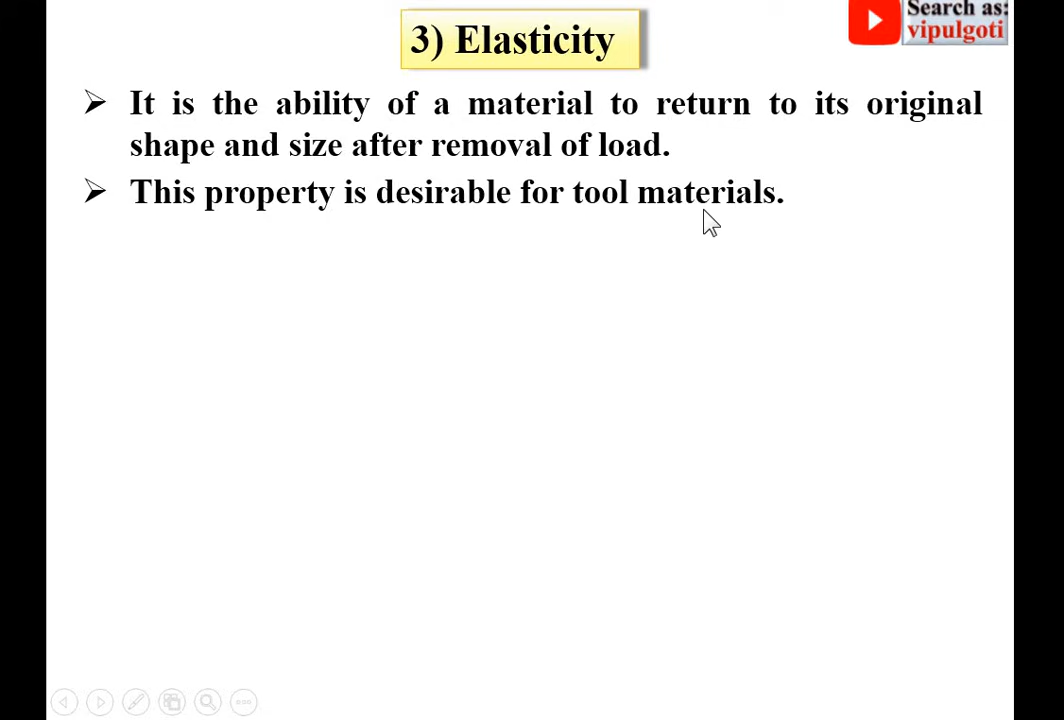 3) Elasticity
Search as:
vipulgoti
➢ It is the ability of a material to return to its original
shape and size after removal of load.
➢ This property is desirable for tool materials.